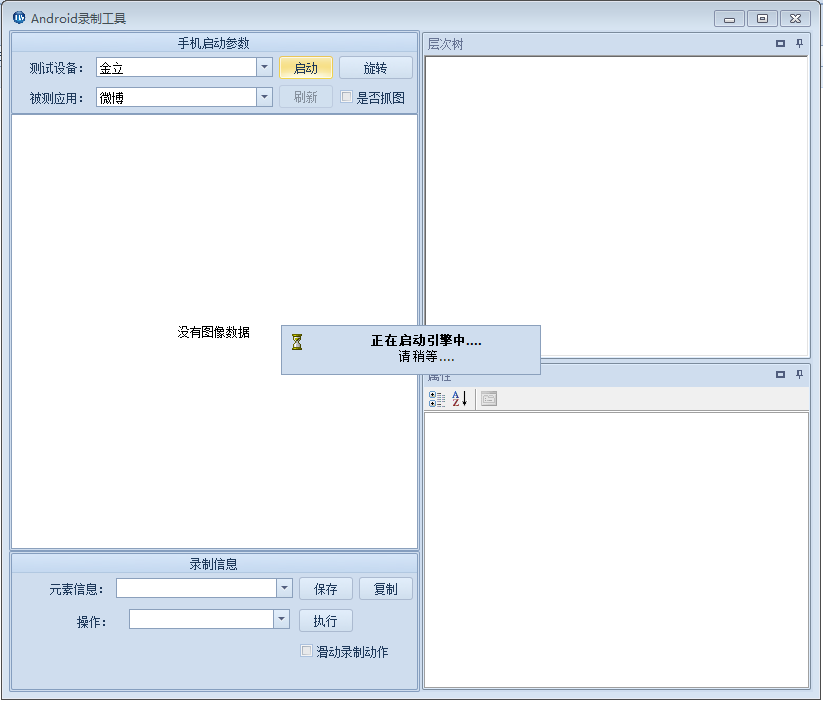 Android录制工具
手机启动参数
测试设备： 金立 启动 旋转
被测应用： 微博 刷新 是否抓图
没有图像数据
层次树
正在启动引擎中....
请稍等....
属性
录制信息
元素信息： 保存 复制
操作： 执行
滑动录制动作